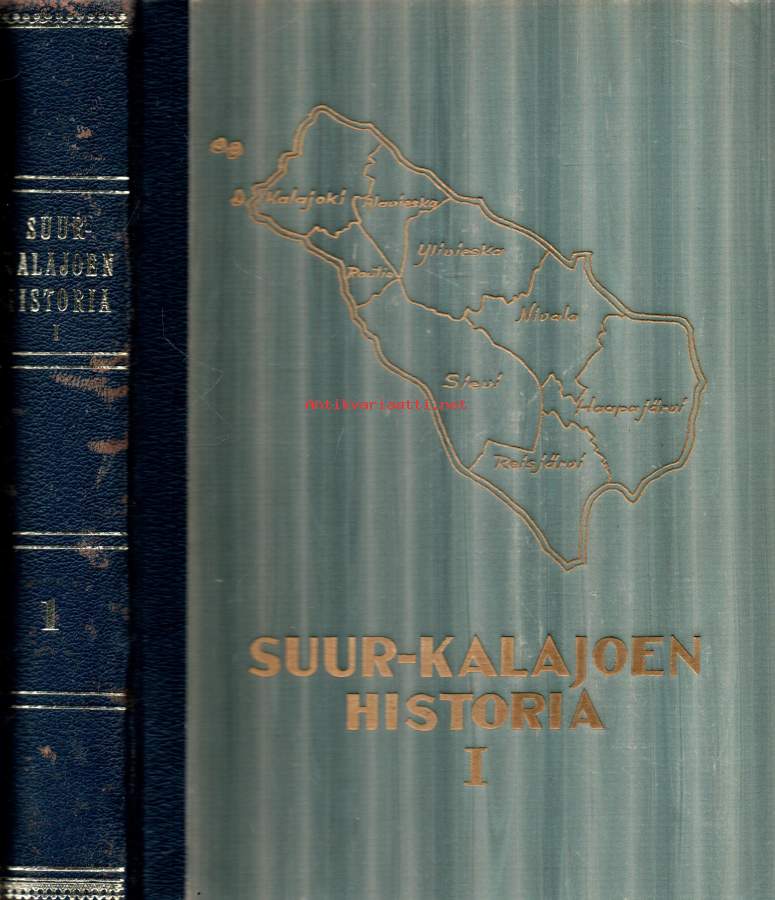 SUUR-
KALAJOEN
HISTORIA
I
1
Kalajoki
Alavieska
Ylivieska
Rautio
Nivala
Sievi
Haapajärvi
Reisjärvi
Antikvariaatti.net
SUUR-KALAJOEN
HISTORIA
I